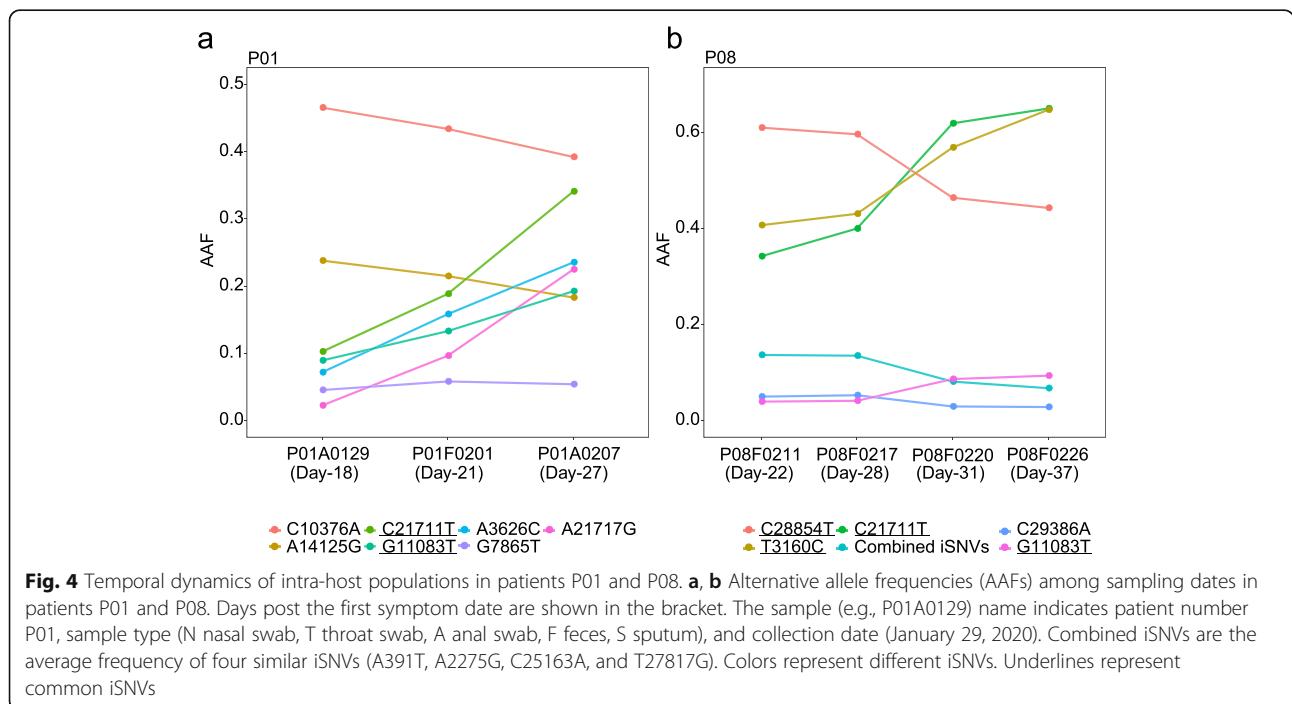 a
P01
0.5
0.4
0.3
0.2
0.1
0.0
AAF
P01A0129 P01F0201 P01A0207
(Day-18) (Day-21) (Day-27)
C10376A C21711T A3626C A21717G
A14125G G11083T G7865T
b
P08
0.6
0.4
0.2
0.0
AAF
P08F0211 P08F0217 P08F0220 P08F0226
(Day-22) (Day-28) (Day-31) (Day-37)
C28854T C21711T C29386A
T3160C Combined iSNVs G11083T
Fig. 4 Temporal dynamics of intra-host populations in patients P01 and P08. a, b Alternative allele frequencies (AAFs) among sampling dates in
patients P01 and P08. Days post the first symptom date are shown in the bracket. The sample (e.g., P01A0129) name indicates patient number
P01, sample type (N nasal swab, T throat swab, A anal swab, F feces, S sputum), and collection date (January 29, 2020). Combined iSNVs are the
average frequency of four similar iSNVs (A391T, A2275G, C25163A, and T27817G). Colors represent different iSNVs. Underlines represent
common iSNVs